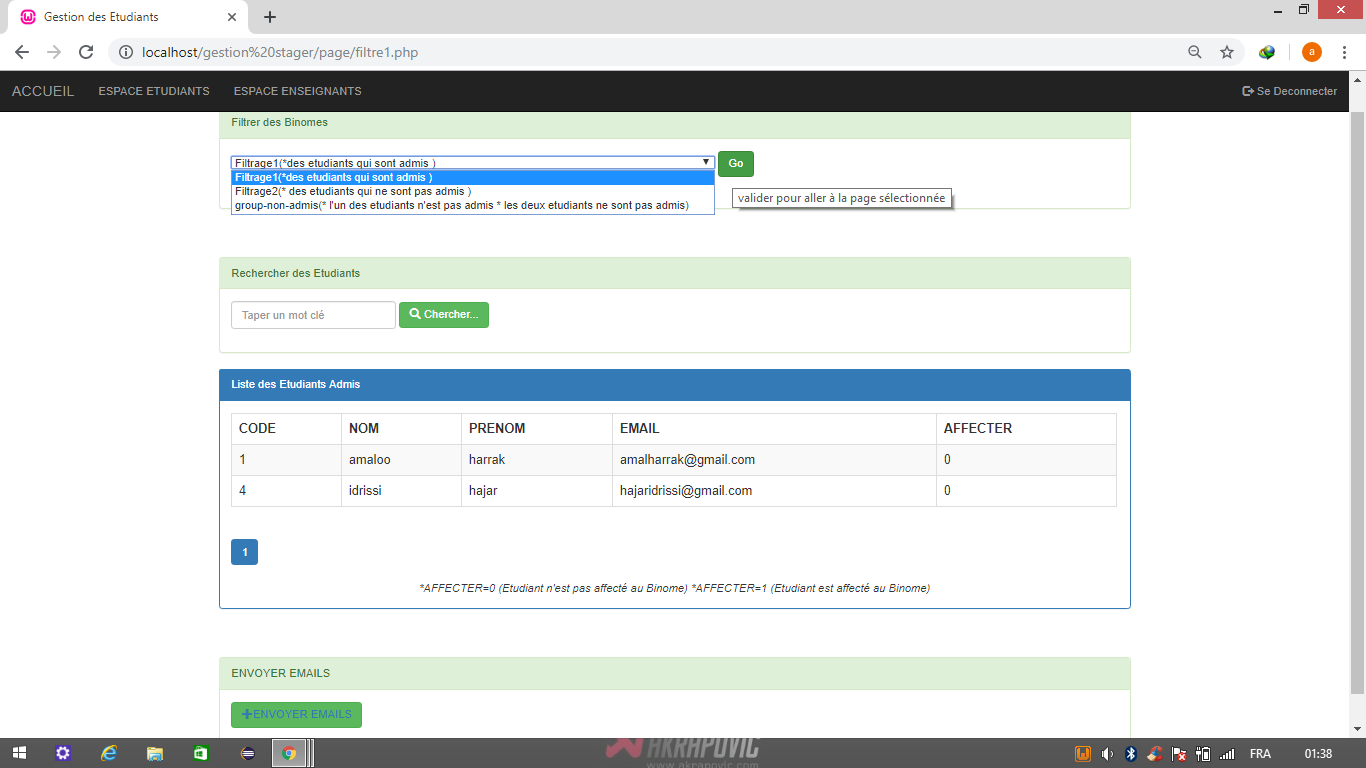 Gestion des Etudiants
localhost/gestion%20stager/page/filtre1.php
a
ACCUEIL ESPACE ETUDIANTS ESPACE ENSEIGNANTS Se Deconnecter
Filtrer des Binomes
Filtrage1(*des etudiants qui sont admis ) Go
Filtrage1(*des etudiants qui sont admis )
Filtrage2(* des etudiants qui ne sont pas admis )
valider pour aller à la page sélectionnée
group-non-admis(* l'un des etudiants n'est pas admis * les deux etudiants ne sont pas admis)
Rechercher des Etudiants
Taper un mot clé Chercher...
Liste des Etudiants Admis
CODE NOM PRENOM EMAIL AFFECTER
1 amaloo harrak amalharrak@gmail.com 0
4 idrissi hajar hajaridrissi@gmail.com 0
1
*AFFECTER=0 (Etudiant n'est pas affecté au Binome) *AFFECTER=1 (Etudiant est affecté au Binome)
ENVOYER EMAILS
ENVOYER EMAILS
AKRAPOVIC
www.akrapovic.com
FRA 01:38